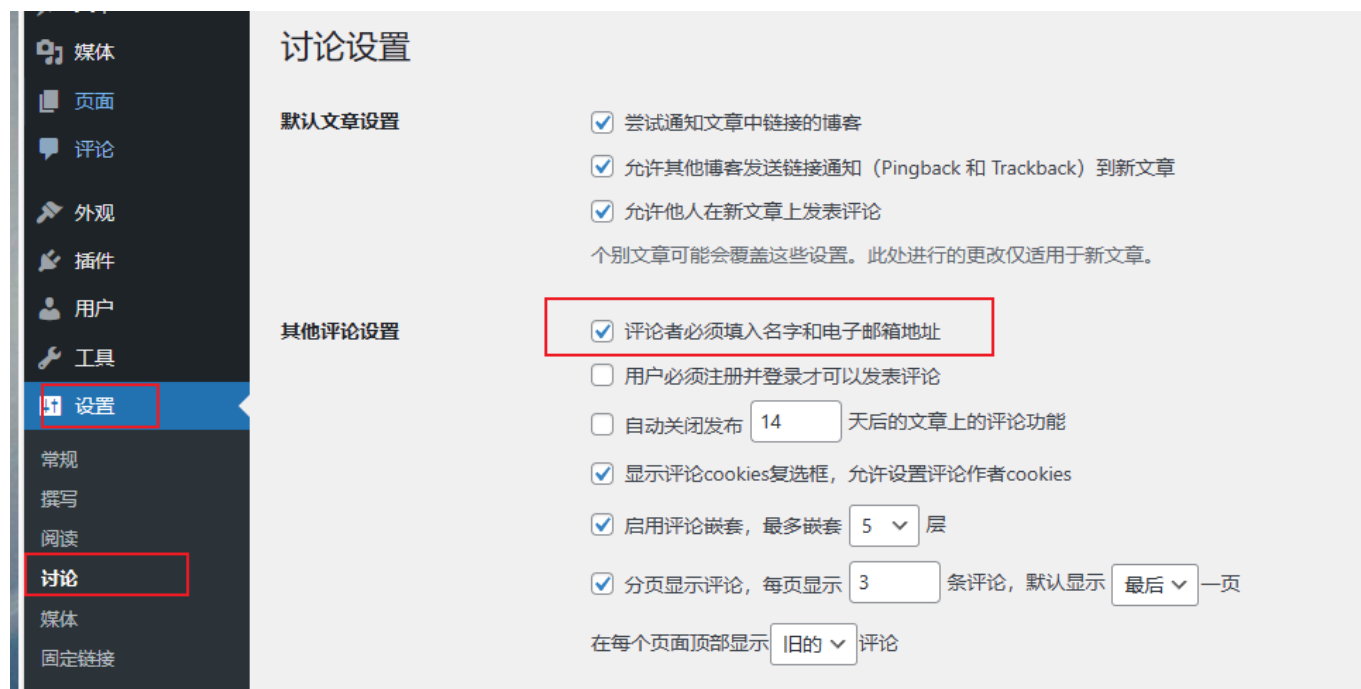 媒体
页面
评论
外观
插件
用户
工具
设置
常规
撰写
阅读
讨论
媒体
固定链接
讨论设置
默认文章设置
尝试通知文章中链接的博客
允许其他博客发送链接通知（Pingback 和 Trackback）到新文章
允许他人在新文章上发表评论
个别文章可能会覆盖这些设置。此处进行的更改仅适用于新文章。
其他评论设置
评论者必须填入名字和电子邮箱地址
用户必须注册并登录才可以发表评论
自动关闭发布 14 天后的文章上的评论功能
显示评论cookies复选框，允许设置评论作者cookies
启用评论嵌套，最多嵌套 5 层
分页显示评论，每页显示 3 条评论，默认显示 最后 一页
在每个页面顶部显示 旧的 评论